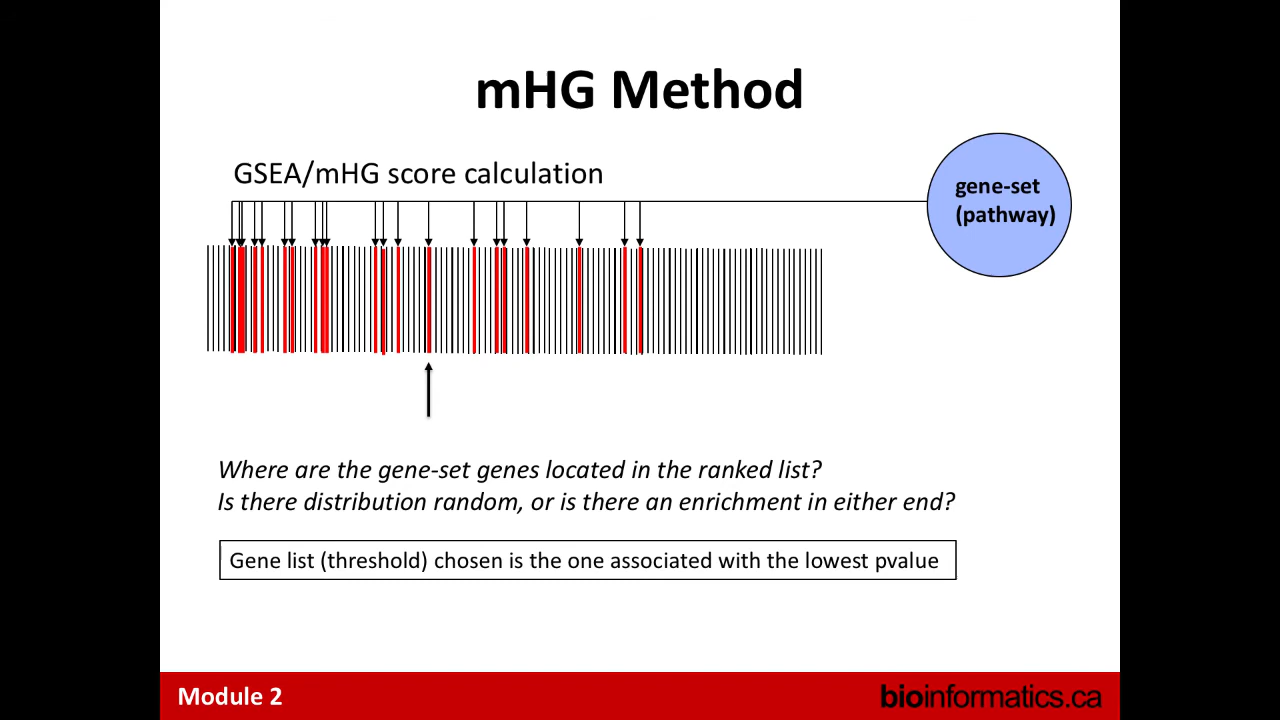 mHG Method
GSEA/mHG score calculation
gene-set
(pathway)
Where are the gene-set genes located in the ranked list?
Is there distribution random, or is there an enrichment in either end?
Gene list (threshold) chosen is the one associated with the lowest pvalue
Module 2
bioinformatics.ca